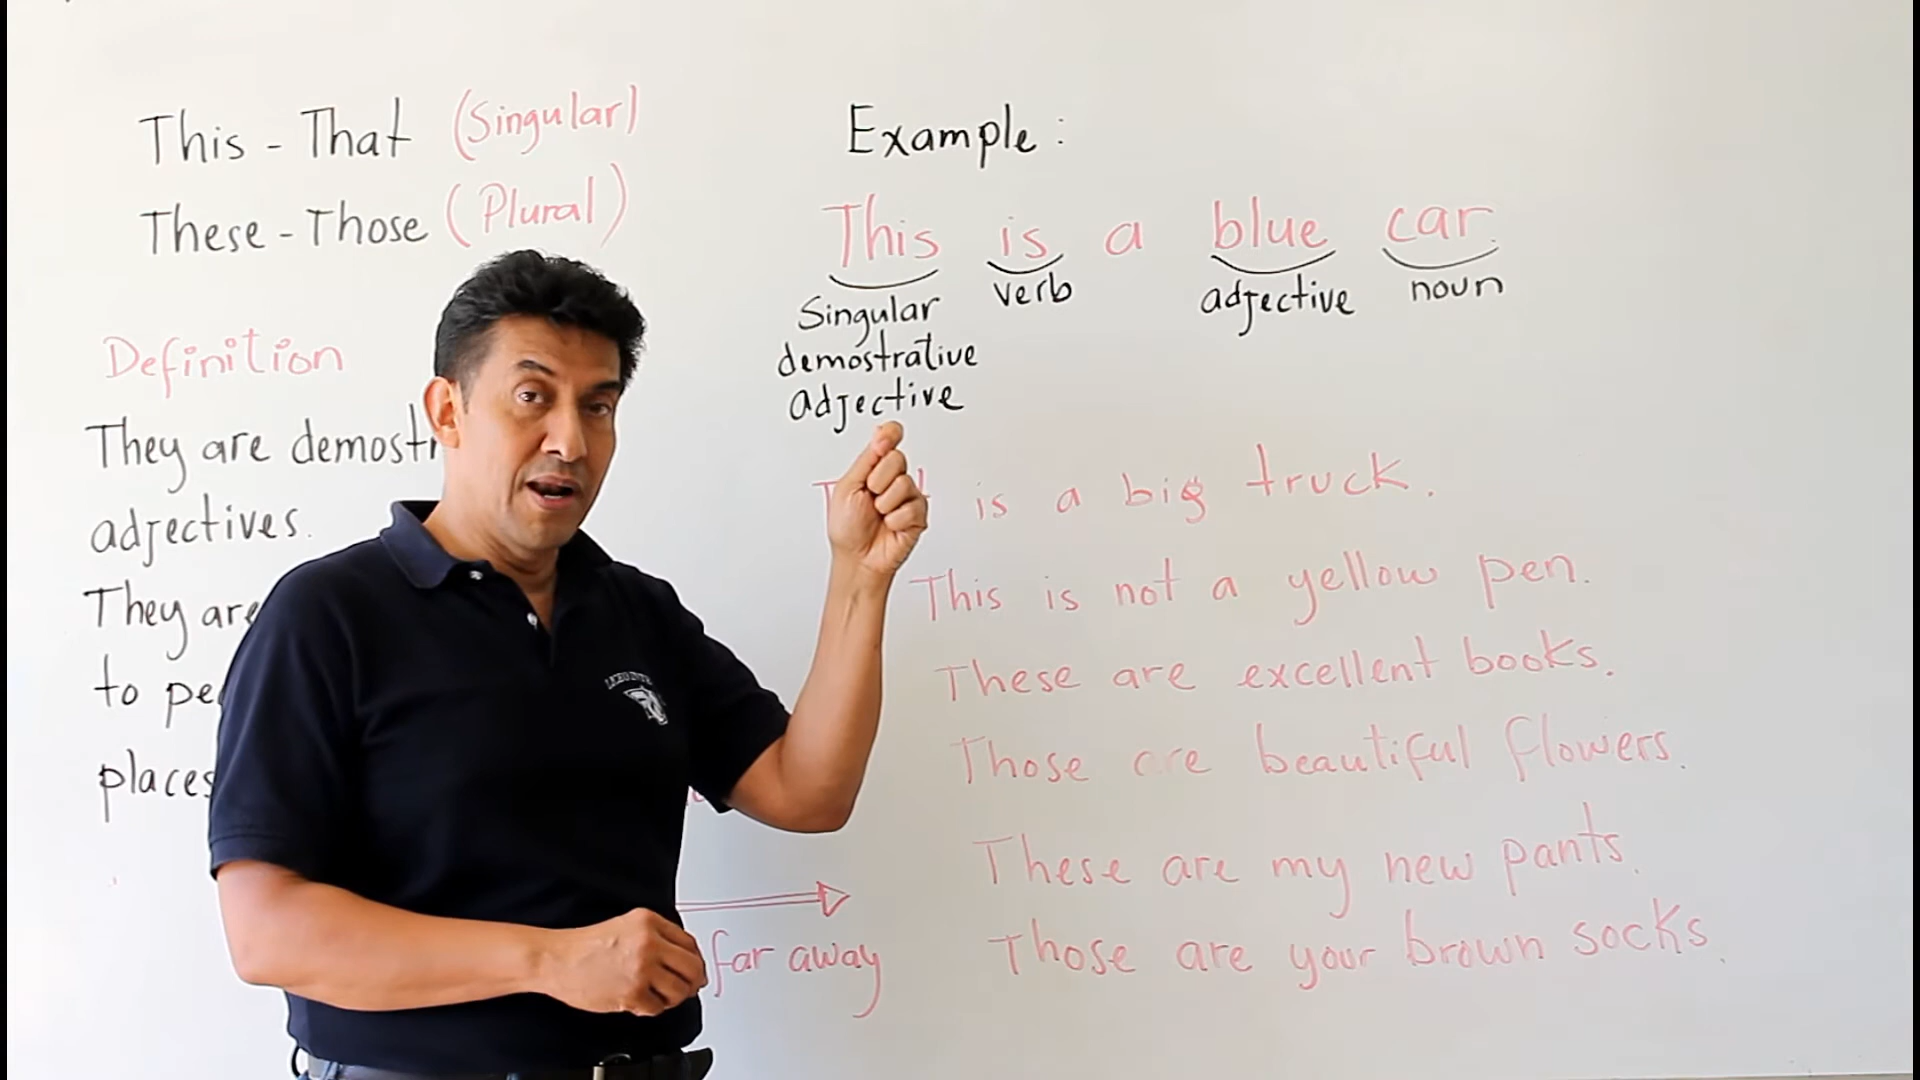 This - That (Singular)
These - Those (Plural)
Definition
They are
adjectives.
They are
to
places
far away
Example:
This is a blue car.
Singular
demostrative
adjective
verb
adjective
noun
is a big truck.
This is not a yellow pen.
These are excellent books.
Those are beautiful flowers.
These are my new pants.
Those are your brown socks.